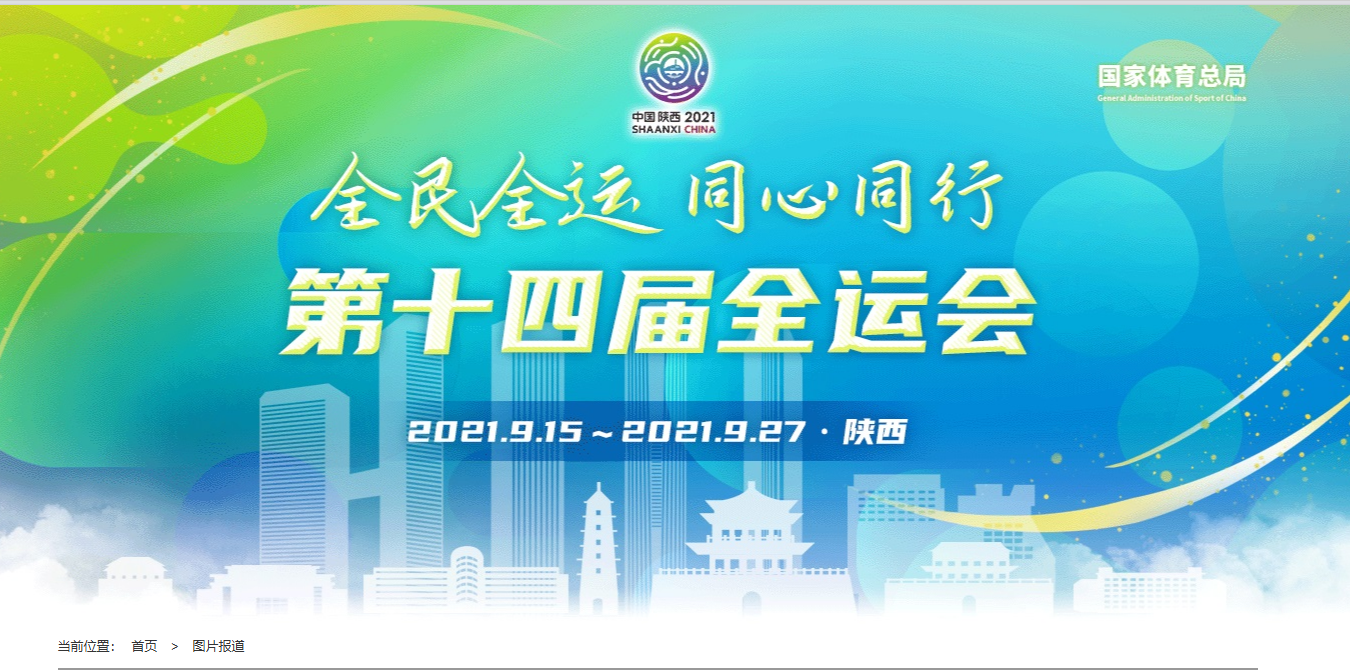 中国 陕西 2021
SHAANXI CHINA
国家体育总局
General Administration of Sport of China
全民全运 同心同行
第十四届全运会
2021.9.15 ~ 2021.9.27 · 陕西
当前位置： 首页 > 图片报道